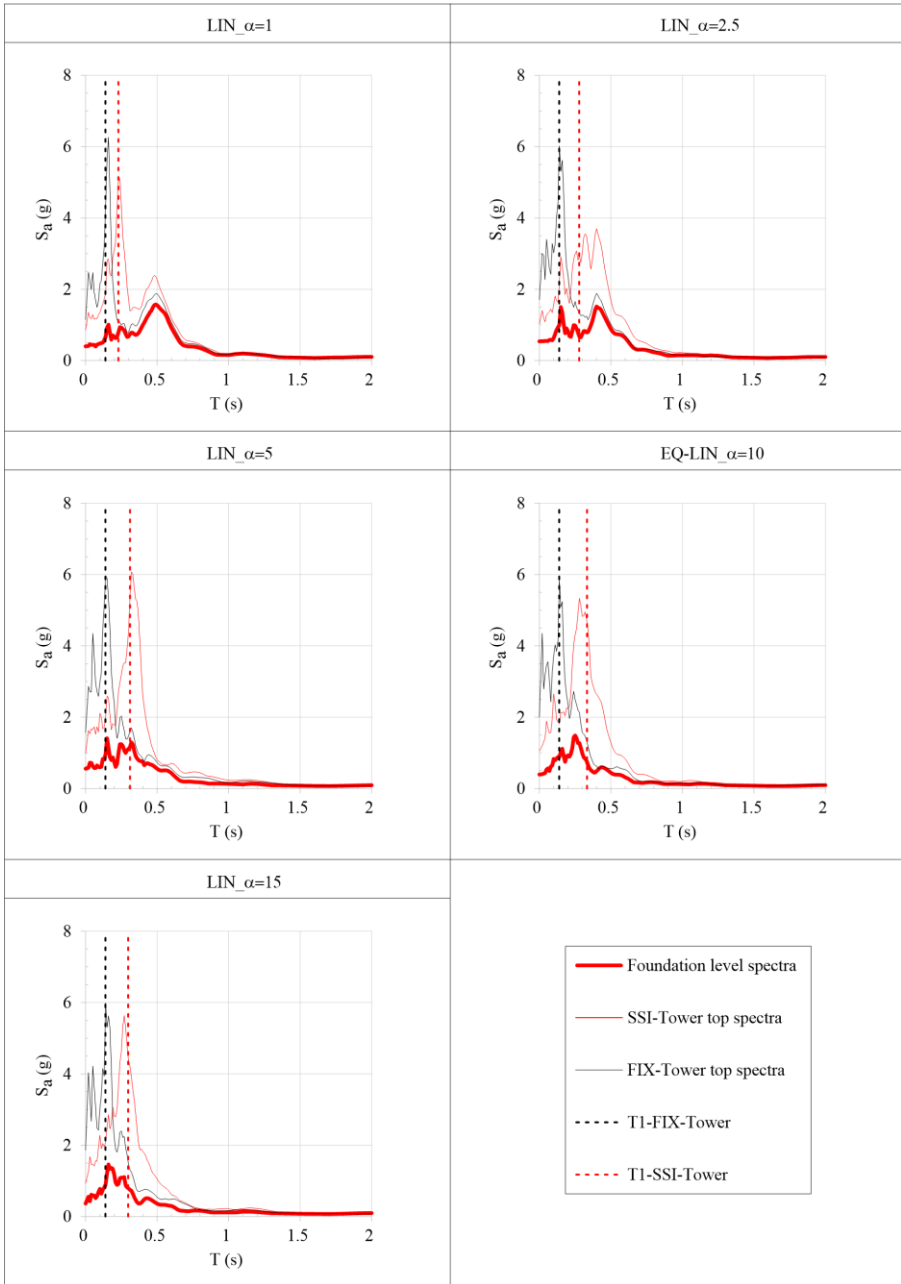 LIN_α=1
LIN_α=2.5
8
6
4
2
0
Sa (g)
0 0.5 1 1.5 2
T (s)
8
6
4
2
0
Sa (g)
0 0.5 1 1.5 2
T (s)
LIN_α=5
EQ-LIN_α=10
8
6
4
2
0
Sa (g)
0 0.5 1 1.5 2
T (s)
8
6
4
2
0
Sa (g)
0 0.5 1 1.5 2
T (s)
LIN_α=15
8
6
4
2
0
Sa (g)
0 0.5 1 1.5 2
T (s)
Foundation level spectra
SSI-Tower top spectra
FIX-Tower top spectra
T1-FIX-Tower
T1-SSI-Tower